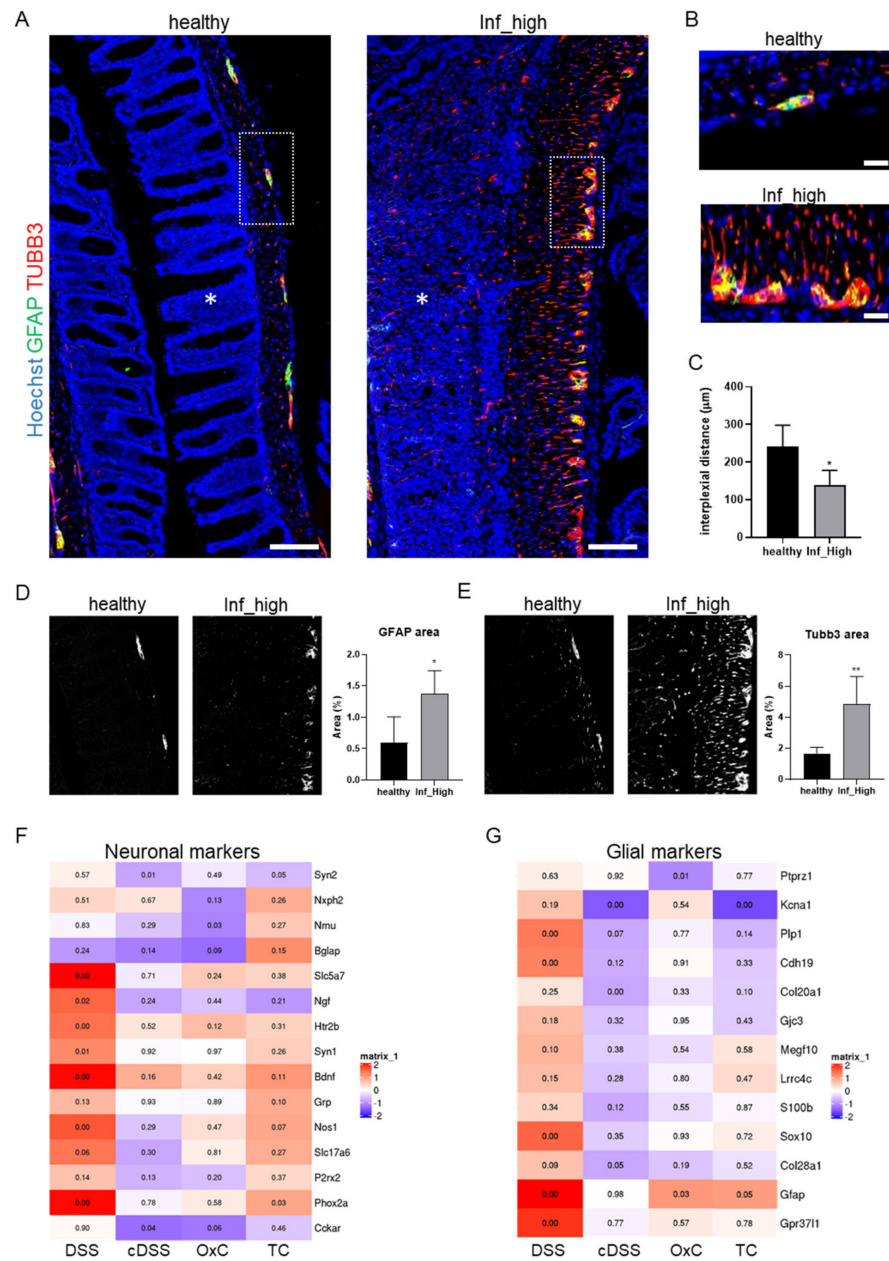 A
healthy
Inf_high
Hoechst GFAP TUBB3
*
*
B
healthy
Inf_high
C
interplexial distance (μm)
400
300
200
100
0
*
healthy
Inf_High
D
healthy
Inf_high
GFAP area
Area (%)
2.0
1.5
1.0
0.5
0.0
*
healthy
Inf_High
E
healthy
Inf_high
Tubb3 area
Area (%)
8
6
4
2
0
**
healthy
Inf_High
F
Neuronal markers
0.57 0.01 0.49 0.05 Syn2
0.51 0.67 0.13 0.26 Nxph2
0.83 0.29 0.03 0.27 Nmu
0.24 0.14 0.09 0.15 Bglap
0.00 0.71 0.24 0.38 Slc5a7
0.02 0.24 0.44 0.21 Ngf
0.00 0.52 0.12 0.31 Htr2b
0.01 0.92 0.97 0.26 Syn1
0.00 0.16 0.42 0.11 Bdnf
0.13 0.93 0.89 0.10 Grp
0.00 0.29 0.47 0.07 Nos1
0.06 0.30 0.81 0.27 Slc17a6
0.14 0.13 0.20 0.37 P2rx2
0.00 0.78 0.58 0.03 Phox2a
0.90 0.04 0.06 0.46 Cckar
DSS cDSS OxC TC
matrix_1
2
1
0
-1
-2
G
Glial markers
0.63 0.92 0.01 0.77 Ptprz1
0.19 0.00 0.54 0.00 Kcna1
0.00 0.07 0.77 0.14 Plp1
0.00 0.12 0.91 0.33 Cdh19
0.25 0.00 0.33 0.10 Col20a1
0.18 0.32 0.95 0.43 Gjc3
0.10 0.38 0.54 0.58 Megf10
0.15 0.28 0.80 0.47 Lrrc4c
0.34 0.12 0.55 0.87 S100b
0.00 0.35 0.93 0.72 Sox10
0.09 0.05 0.19 0.52 Col28a1
0.00 0.98 0.03 0.05 Gfap
0.00 0.77 0.57 0.78 Gpr37l1
DSS cDSS OxC TC
matrix_1
2
1
0
-1
-2